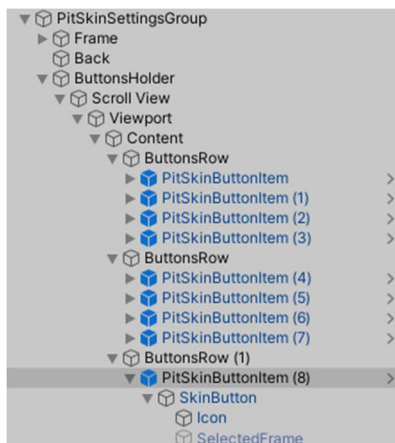 PitSkinSettingsGroup
Frame
Back
ButtonsHolder
Scroll View
Viewport
Content
ButtonsRow
PitSkinButtonItem
PitSkinButtonItem (1)
PitSkinButtonItem (2)
PitSkinButtonItem (3)
ButtonsRow
PitSkinButtonItem (4)
PitSkinButtonItem (5)
PitSkinButtonItem (6)
PitSkinButtonItem (7)
ButtonsRow (1)
PitSkinButtonItem (8)
SkinButton
Icon
SelectedFrame